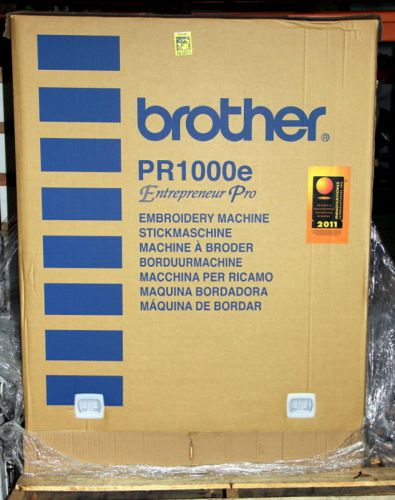 brother®
PR1000e
Entrepreneur Pro
EMBROIDERY MACHINE
STICKMASCHINE
MACHINE À BRODER
BORDUURMACHINE
MACCHINA PER RICAMO
MAQUINA BORDADORA
MÁQUINA DE BORDAR
INNOVATIONS
2011